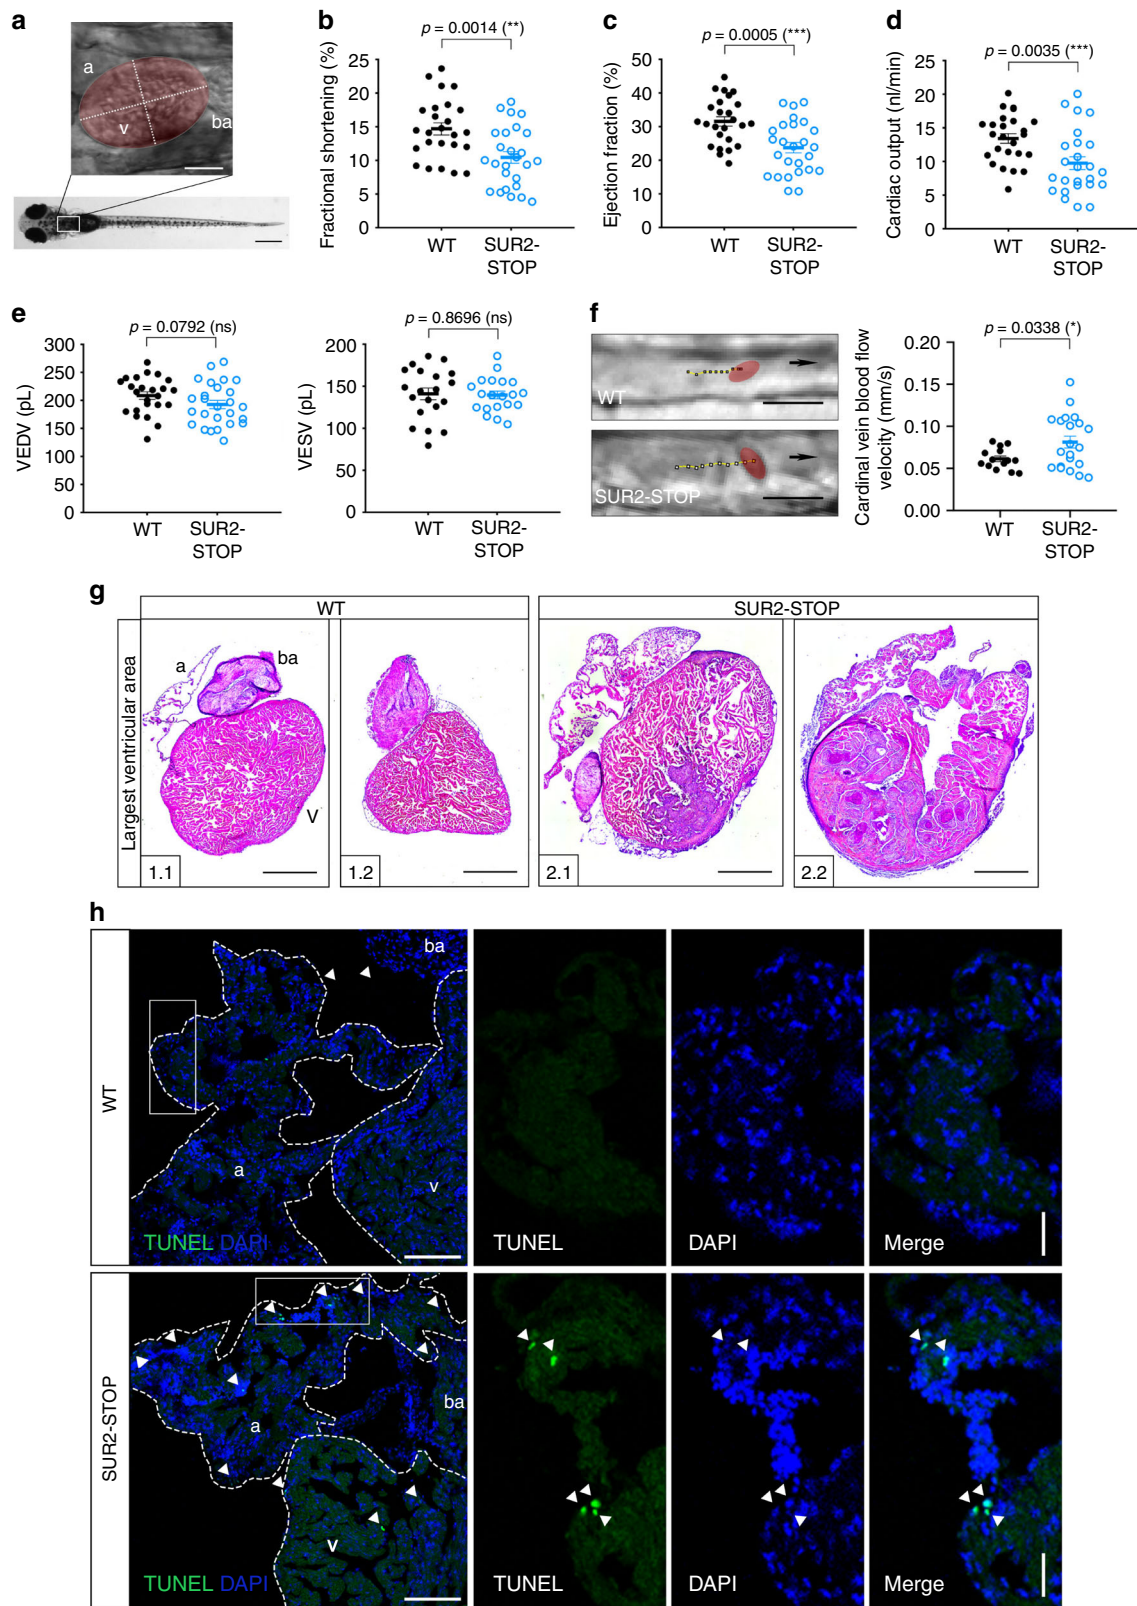 a
a
v
ba
b
p = 0.0014 (**)
Fractional shortening (%)
25
20
15
10
5
0
WT
SUR2-
STOP
c
p = 0.0005 (***)
Ejection fraction (%)
50
40
30
20
10
0
WT
SUR2-
STOP
d
p = 0.0035 (***)
Cardiac output (nl/min)
25
20
15
10
5
0
WT
SUR2-
STOP
e
p = 0.0792 (ns)
VEDV (pL)
300
250
200
150
100
50
0
WT
SUR2-
STOP
p = 0.8696 (ns)
VESV (pL)
200
150
100
50
0
WT
SUR2-
STOP
f
WT
SUR2-STOP
p = 0.0338 (*)
Cardinal vein blood flow
velocity (mm/s)
0.20
0.15
0.10
0.05
0.00
WT
SUR2-
STOP
g
WT
SUR2-STOP
Largest ventricular area
a
ba
V
1.1
1.2
2.1
2.2
h
WT
ba
a
v
TUNEL DAPI
TUNEL
DAPI
Merge
SUR2-STOP
a
ba
v
TUNEL DAPI
TUNEL
DAPI
Merge